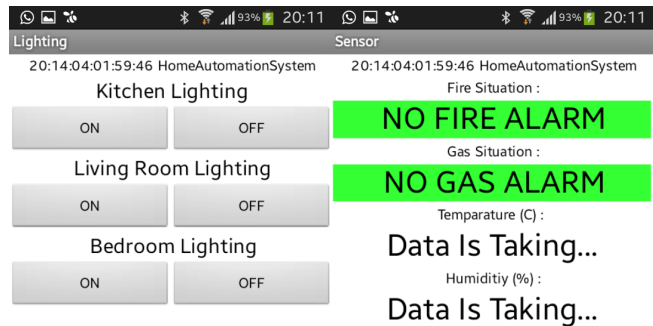 93% 20:11
Lighting
20:14:04:01:59:46 HomeAutomationSystem
Kitchen Lighting
ON OFF
Living Room Lighting
ON OFF
Bedroom Lighting
ON OFF
93% 20:11
Sensor
20:14:04:01:59:46 HomeAutomationSystem
Fire Situation :
NO FIRE ALARM
Gas Situation :
NO GAS ALARM
Temparature (C) :
Data Is Taking...
Humiditiy (%) :
Data Is Taking...